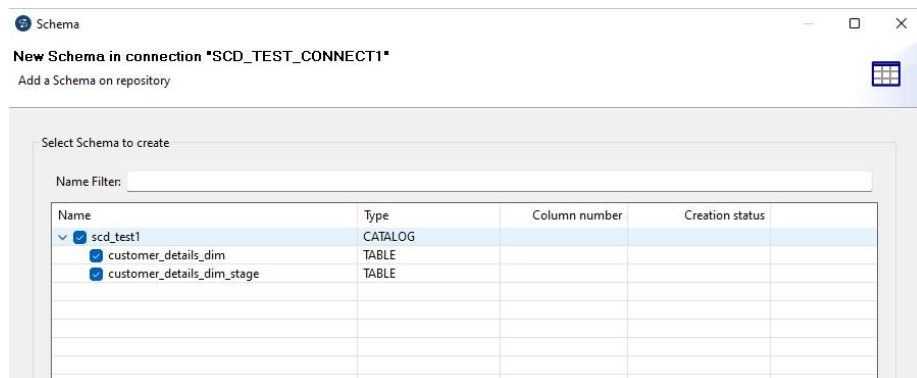 Schema
New Schema in connection "SCD_TEST_CONNECT1"
Add a Schema on repository
Select Schema to create
Name Filter:
Name Type Column number Creation status
scd_test1 CATALOG
customer_details_dim TABLE
customer_details_dim_stage TABLE